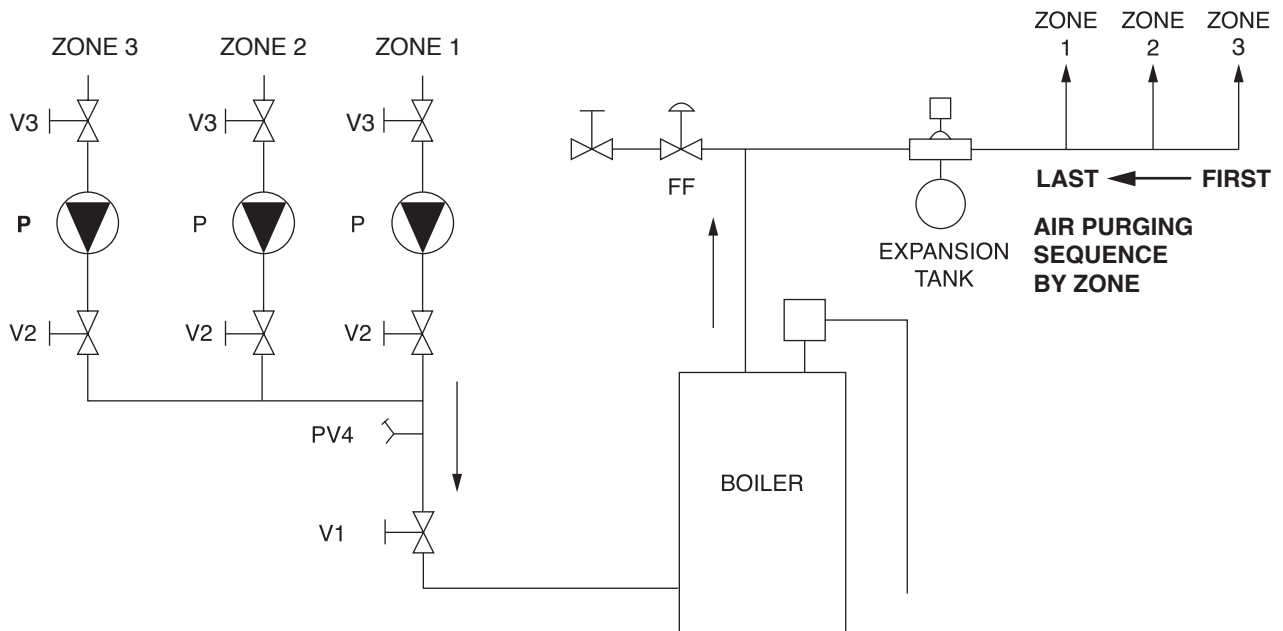 ZONE 3
ZONE 2
ZONE 1
ZONE
1
ZONE
2
ZONE
3
V3
V3
V3
FF
LAST
FIRST
P
P
P
EXPANSION
TANK
AIR PURGING
SEQUENCE
BY ZONE
V2
V2
V2
PV4
BOILER
V1